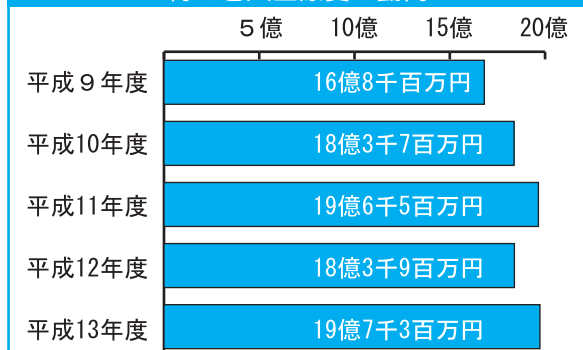 5億 10億 15億 20億
平成９年度 16億8千百万円
平成10年度 18億3千7百万円
平成11年度 19億6千5百万円
平成12年度 18億3千9百万円
平成13年度 19億7千3百万円